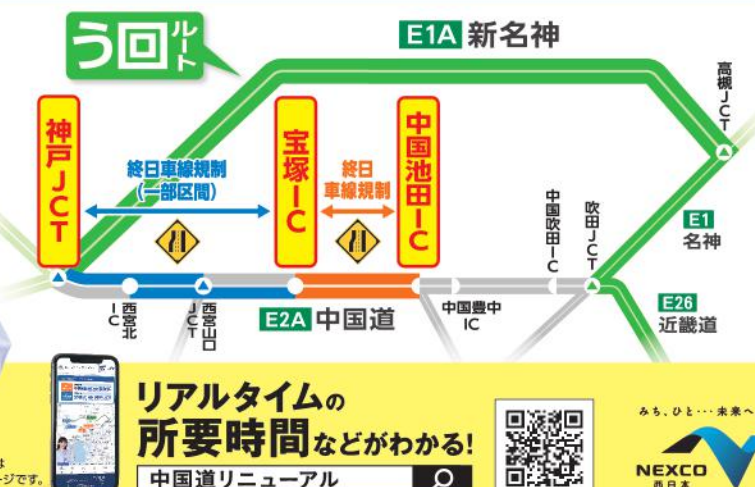 う回ルート
E1A 新名神
高槻JCT
神戸JCT
終日車線規制
(一部区間)
宝塚IC
終日
車線規制
中国池田IC
中国吹田IC
吹田JCT
E1
名神
西宮北IC
西宮山口JCT
E2A 中国道
中国豊中
IC
E26
近畿道
リアルタイムの
所要時間などがわかる!
中国道リニューアル
は
ージです。
みち、ひと…未来へ
NEXCO
西日本